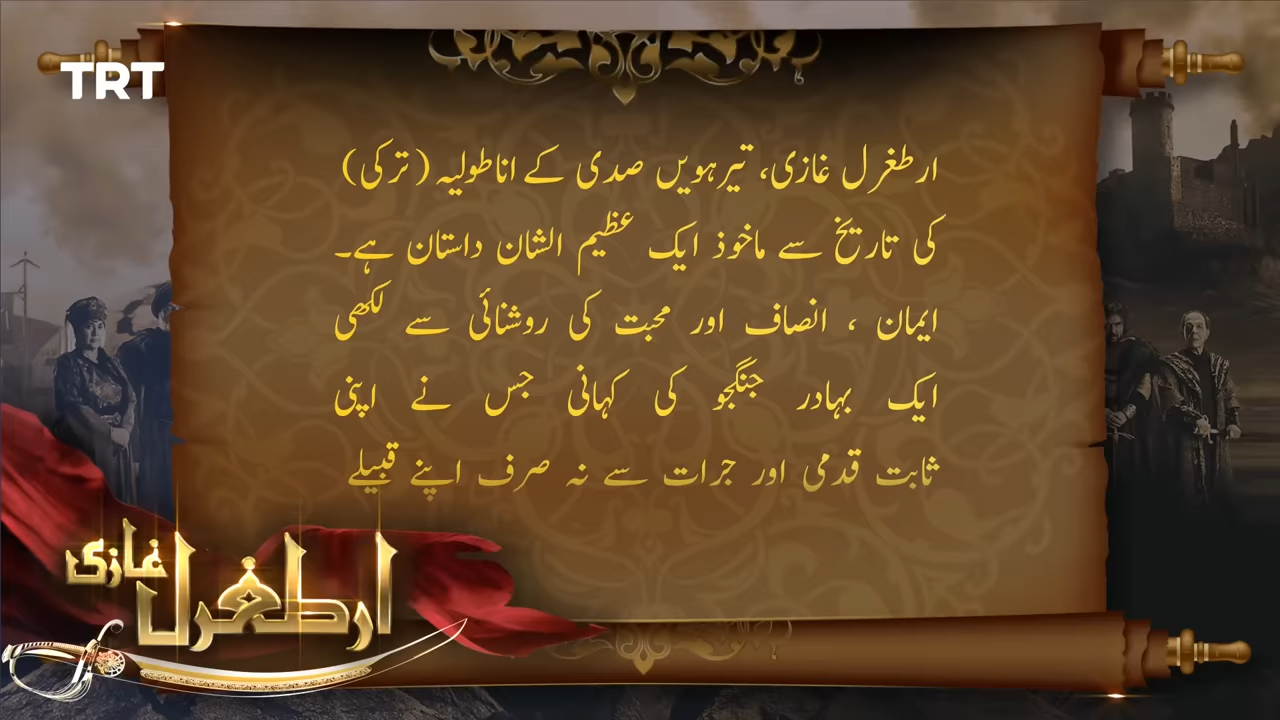 TRT
ارطغرل غازی، تیرہویں صدی کے اناطولیہ (ترکی)
کی تاریخ سے ماخوذ ایک عظیم الشان داستان ہے۔
ایمان ، انصاف اور محبت کی روشنائی سے لکھی
ایک بہادر جنگجو کی کہانی جس نے اپنی
ثابت قدمی اور جرات سے نہ صرف اپنے قبیلے
ارطغرل غازی